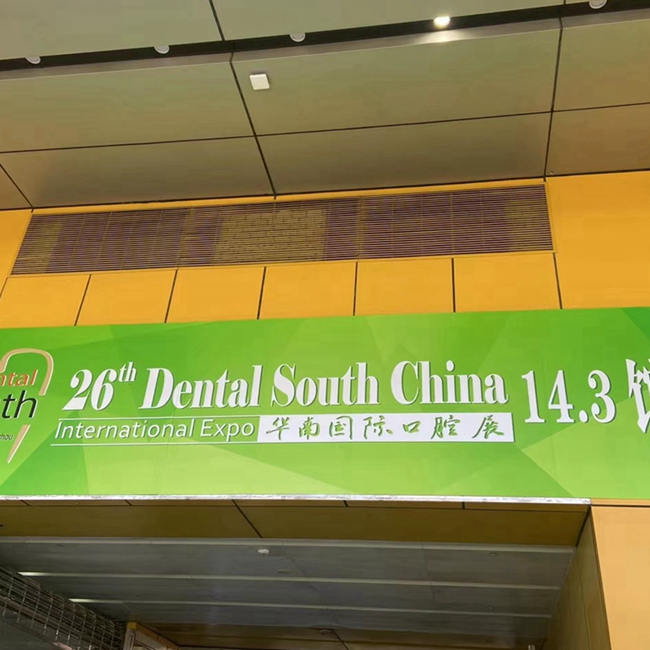 26th Dental South China
International Expo 华南国际口腔展
14.3